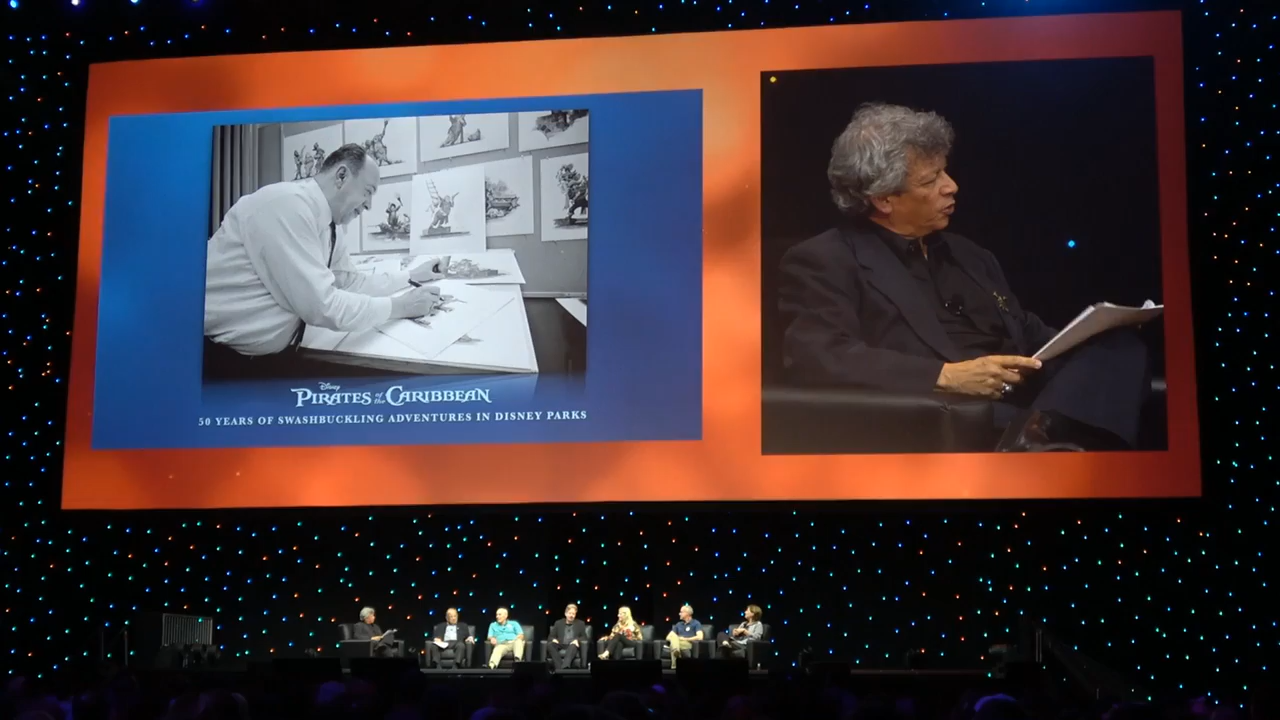 Disney
PIRATES of the CARIBBEAN
50 YEARS OF SWASHBUCKLING ADVENTURES IN DISNEY PARKS